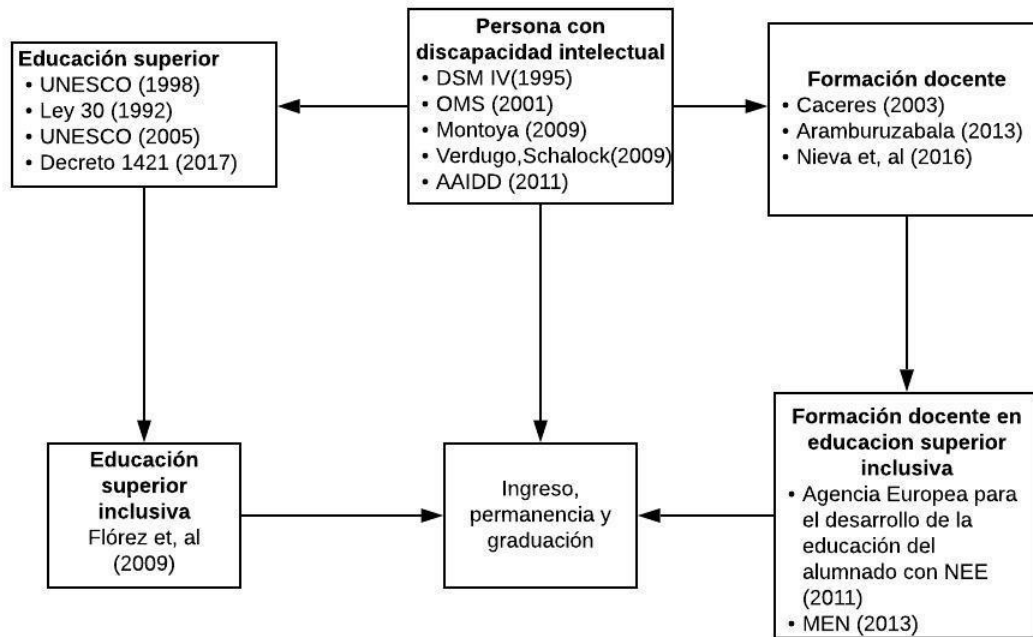 Educación superior
• UNESCO (1998)
• Ley 30 (1992)
• UNESCO (2005)
• Decreto 1421 (2017)
Persona con
discapacidad intelectual
• DSM IV(1995)
• OMS (2001)
• Montoya (2009)
• Verdugo,Schalock(2009)
• AAIDD (2011)
Formación docente
• Caceres (2003)
• Aramburuzabala (2013)
• Nieva et, al (2016)
Educación
superior
inclusiva
Flórez et, al
(2009)
Ingreso,
permanencia y
graduación
Formación docente en
educacion superior
inclusiva
• Agencia Europea para
el desarrollo de la
educación del
alumnado con NEE
(2011)
• MEN (2013)